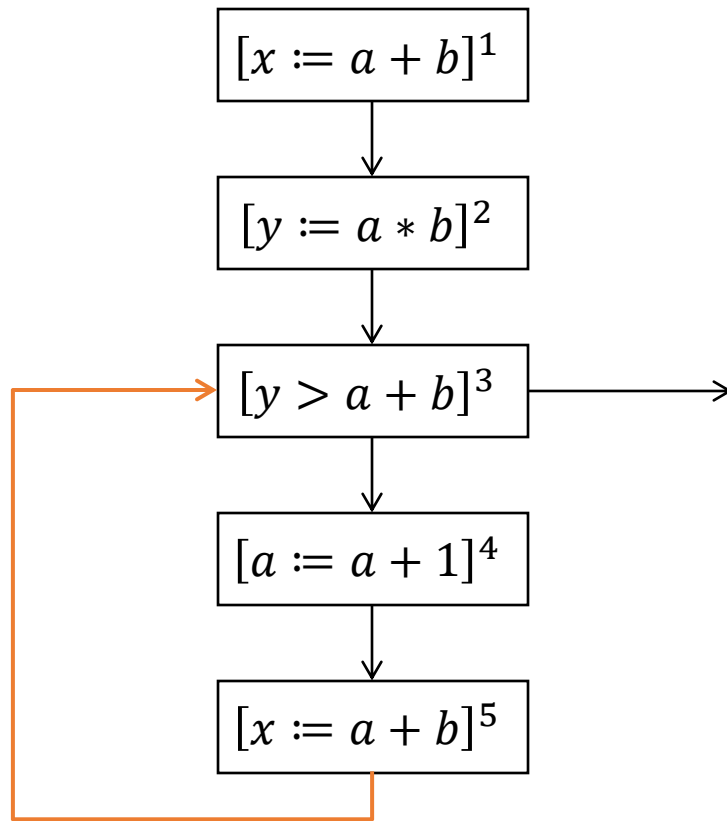 [x ≔ a + b]¹
[y ≔ a ∗ b]²
[y > a + b]³
[a ≔ a + 1]⁴
[x ≔ a + b]⁵